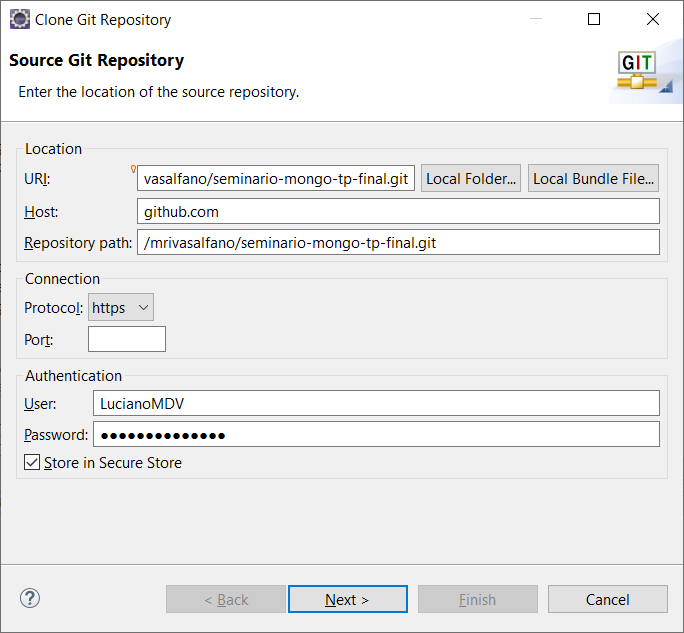 Clone Git Repository
Source Git Repository
Enter the location of the source repository.
GIT
Location
URI: vasalfano/seminario-mongo-tp-final.git Local Folder... Local Bundle File...
Host: github.com
Repository path: /mrivasalfano/seminario-mongo-tp-final.git
Connection
Protocol: https
Port:
Authentication
User: LucianoMDV
Password: ●●●●●●●●●●●●●●
Store in Secure Store
? < Back Next > Finish Cancel